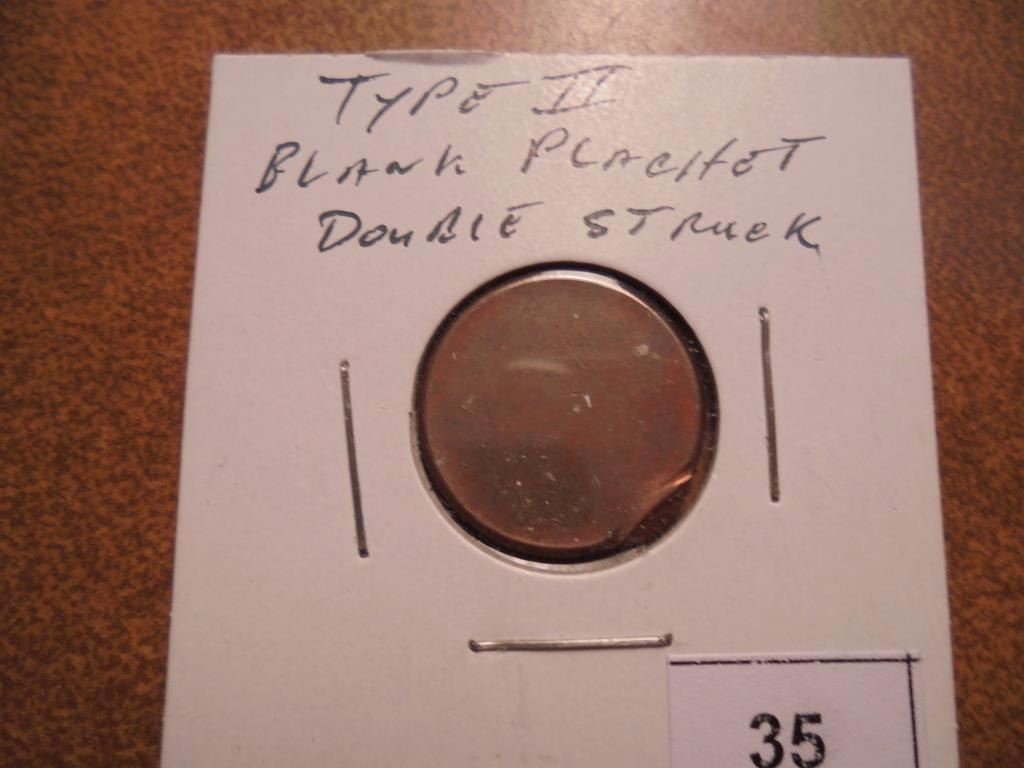 TYPE II
BLANK PLACHET
DOUBLE STRUCK
35